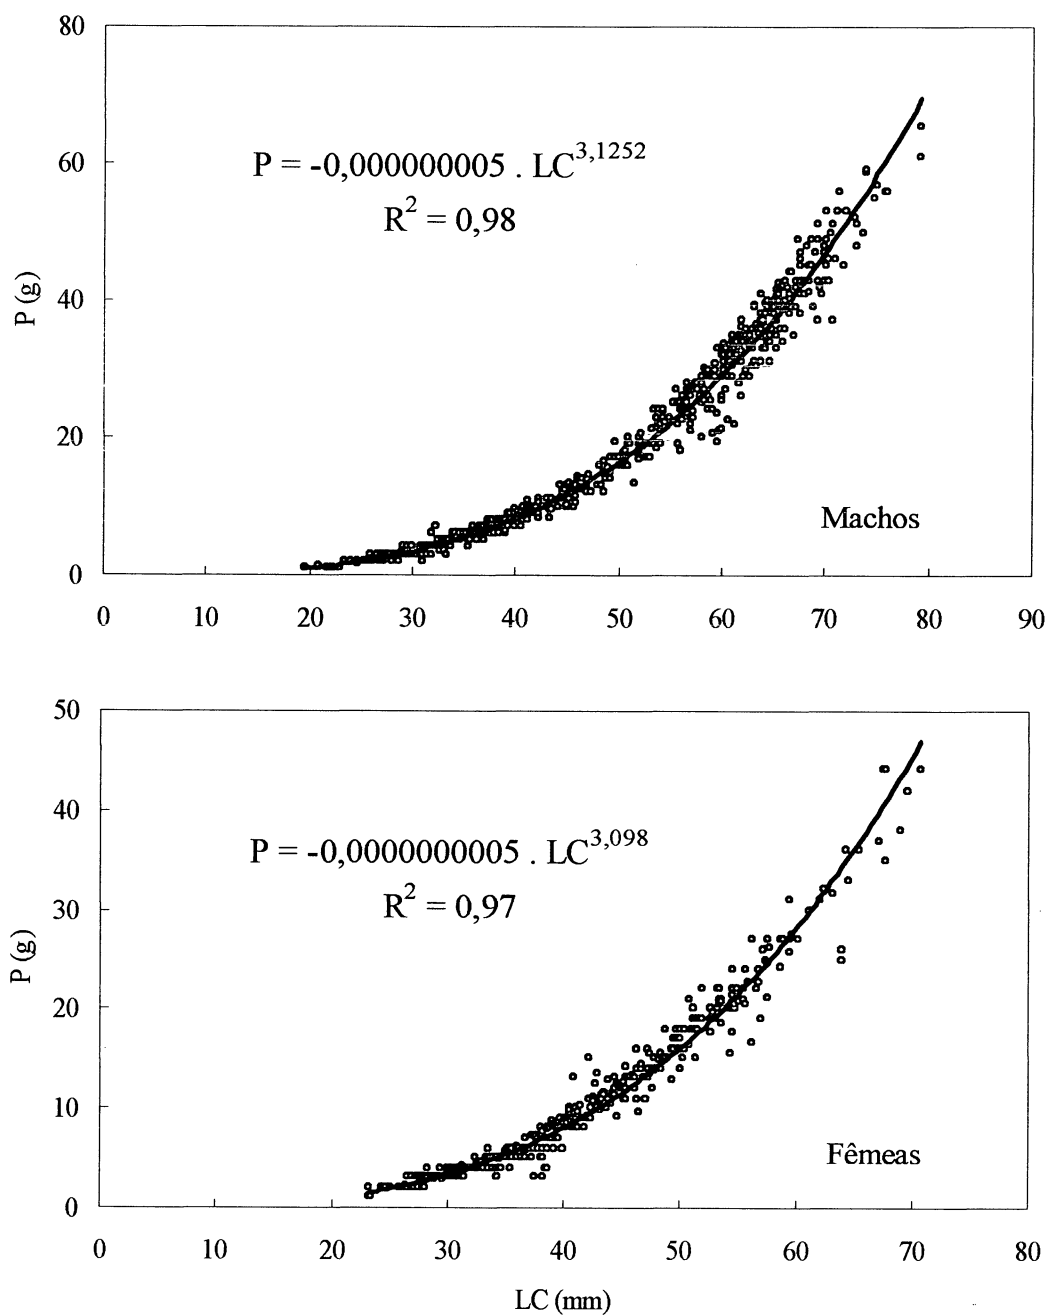 80
P = -0,000000005 . LC^3,1252
R^2 = 0,98
60
P (g)
40
20
Machos
0
0 10 20 30 40 50 60 70 80 90
50
40
P = -0,0000000005 . LC^3,098
R^2 = 0,97
30
P (g)
20
10
Fêmeas
0
0 10 20 30 40 50 60 70 80
LC (mm)